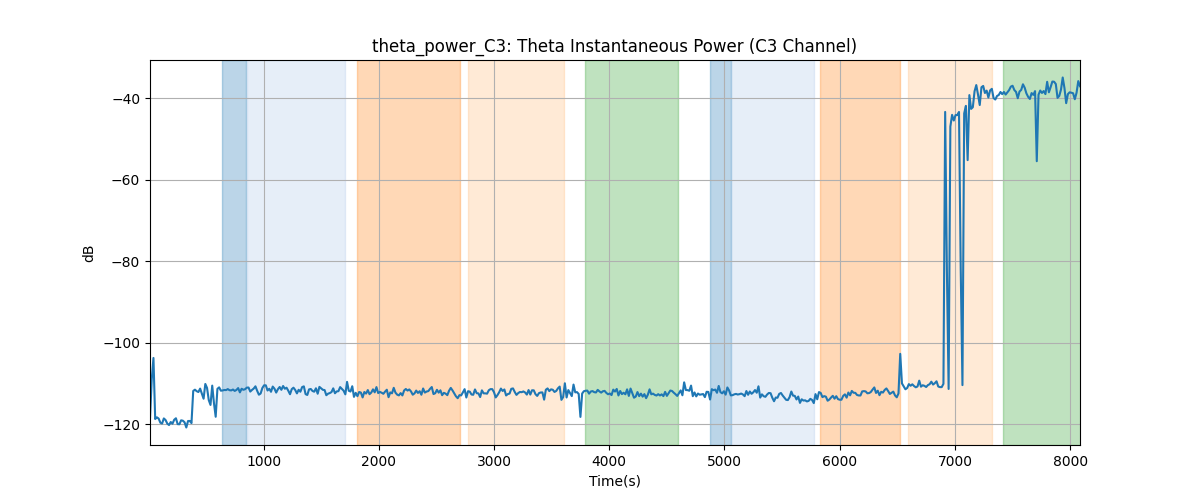 theta_power_C3: Theta Instantaneous Power (C3 Channel)
−40
−60
−80
−100
−120
dB
1000 2000 3000 4000 5000 6000 7000 8000
Time(s)